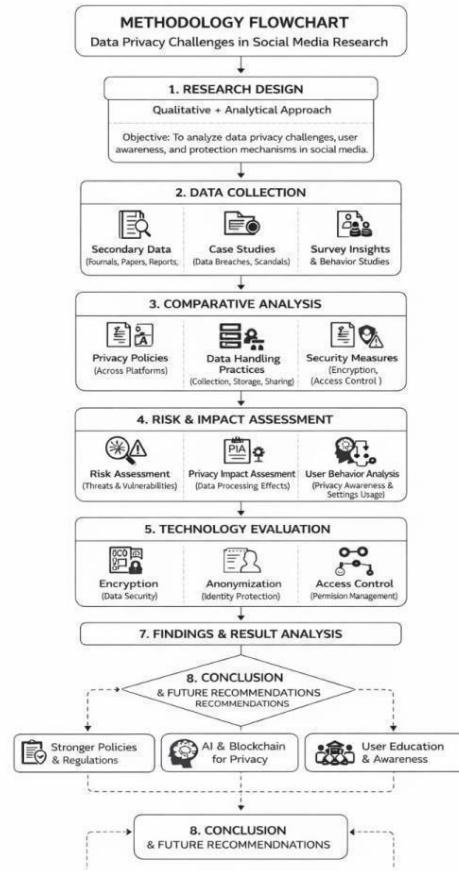 METHODOLOGY FLOWCHART
Data Privacy Challenges in Social Media Research
1. RESEARCH DESIGN
Qualitative + Analytical Approach
Objective: To analyze data privacy challenges, user
awareness, and protection mechanisms in social media.
2. DATA COLLECTION
Secondary Data
(Fournals, Papers, Reports,
Case Studies
(Data Breaches, Scandals)
Survey Insights
& Behavior Studies
3. COMPARATIVE ANALYSIS
Privacy Policies
(Across Platforms)
Data Handling
Practices
(Collection, Storage, Sharing)
Security Measures
(Encryption,
(Access Control )
4. RISK & IMPACT ASSESSMENT
Risk Assessment
(Threats & Vulnerabilities)
PIA
Privacy Impact Assesment
(Data Processing Effects)
User Behavior Analysis
(Privacy Awareness &
Settings Usage)
5. TECHNOLOGY EVALUATION
Encryption
(Data Security)
Anonymization
(Identity Protection)
Access Control
(Permision Management)
7. FINDINGS & RESULT ANALYSIS
8. CONCLUSION
& FUTURE RECOMMENDATIONS
RECOMMENDATIONS
Stronger Policies
& Regulations
AI & Blockchain
for Privacy
User Education
& Awareness
8. CONCLUSION
& FUTURE RECOMMENDNATIONS